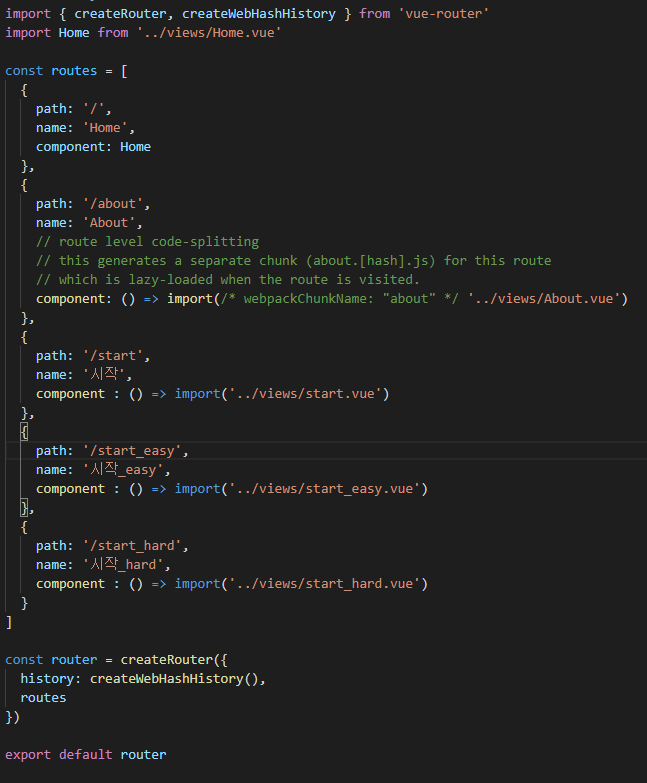 import { createRouter, createWebHashHistory } from 'vue-router'
import Home from '../views/Home.vue'

const routes = [
  {
    path: '/',
    name: 'Home',
    component: Home
  },
  {
    path: '/about',
    name: 'About',
    // route level code-splitting
    // this generates a separate chunk (about.[hash].js) for this route
    // which is lazy-loaded when the route is visited.
    component: () => import(/* webpackChunkName: "about" */ '../views/About.vue')
  },
  {
    path: '/start',
    name: '시작',
    component : () => import('../views/start.vue')
  },
  {
    path: '/start_easy',
    name: '시작_easy',
    component : () => import('../views/start_easy.vue')
  },
  {
    path: '/start_hard',
    name: '시작_hard',
    component : () => import('../views/start_hard.vue')
  }
]

const router = createRouter({
  history: createWebHashHistory(),
  routes
})

export default router